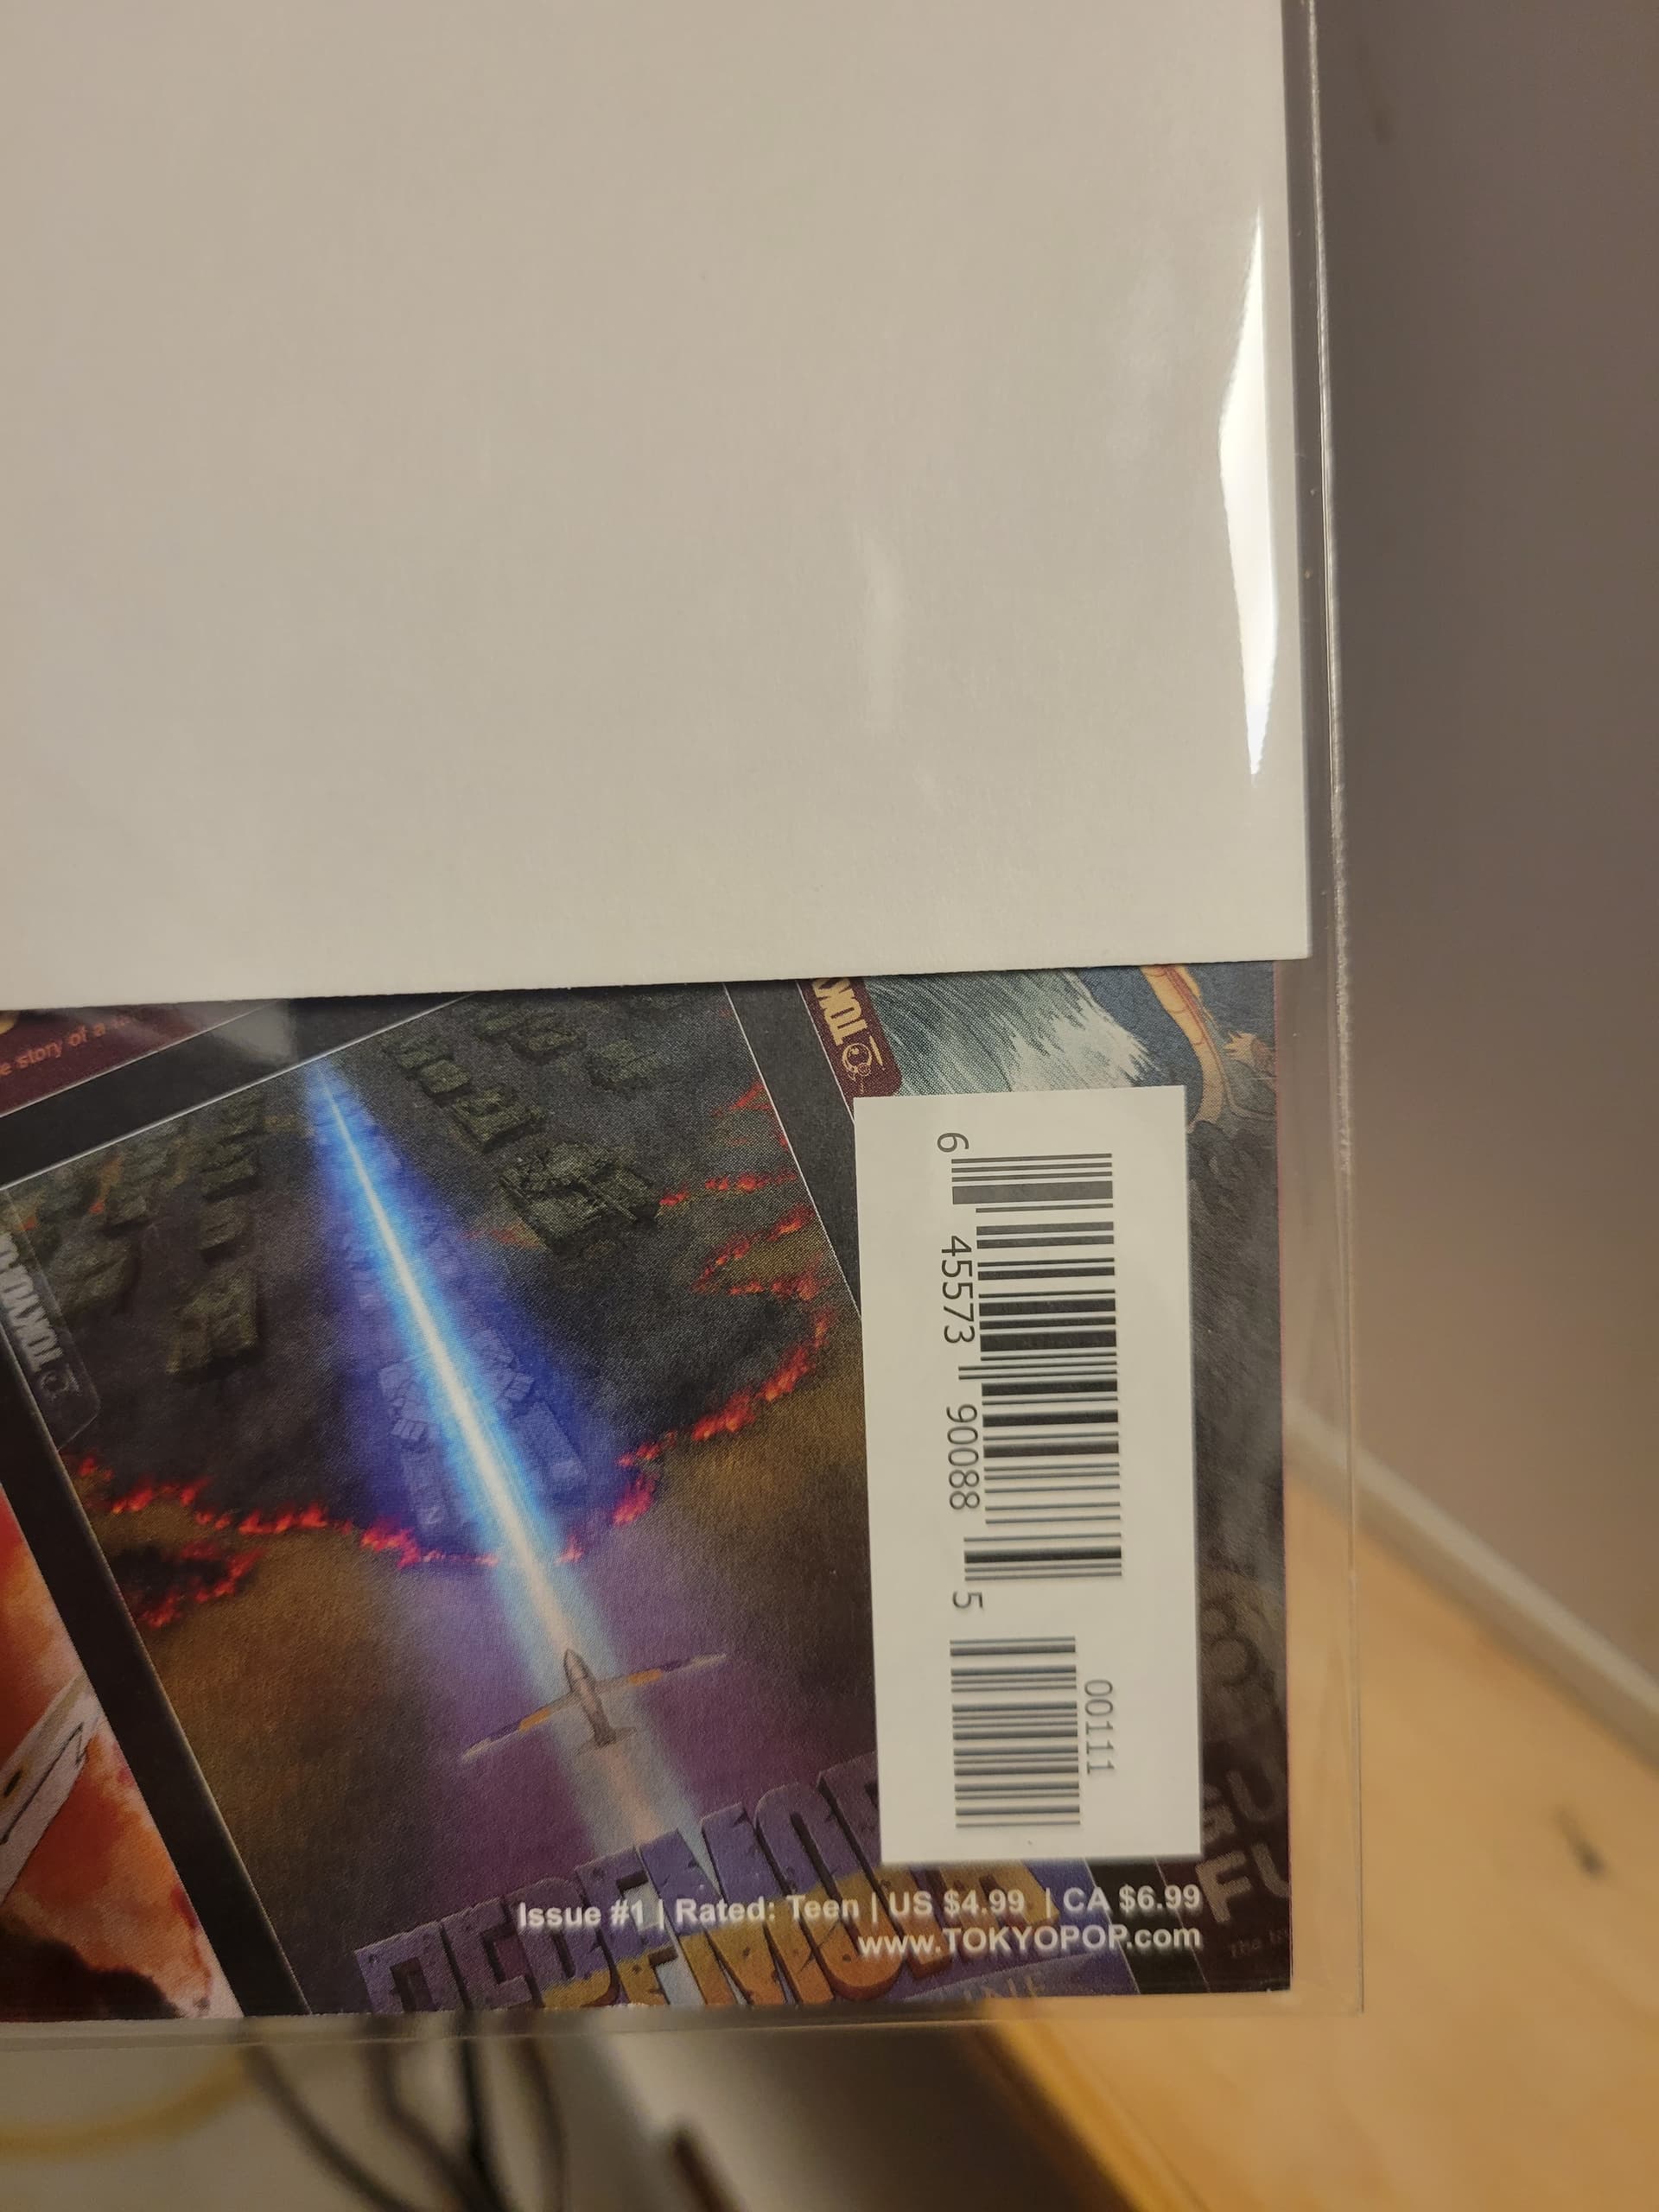 e story of a
TOKY
6 45573 90088 5
00111
Issue #1 | Rated: Teen | US $4.99 | CA $6.99
www.TOKYOPOP.com